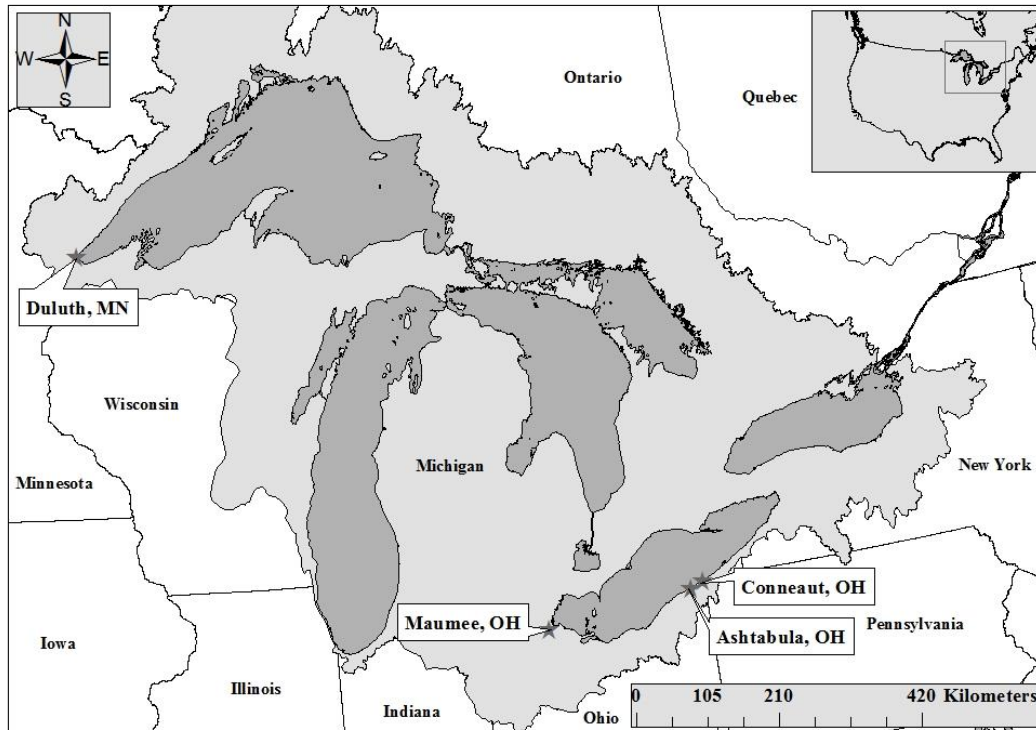 N
W E
S
Ontario
Quebec
Duluth, MN
Wisconsin
Minnesota
Michigan
New York
Conneaut, OH
Maumee, OH
Ashtabula, OH
Pennsylvania
Iowa
Illinois
Indiana
Ohio
0 105 210 420 Kilometers